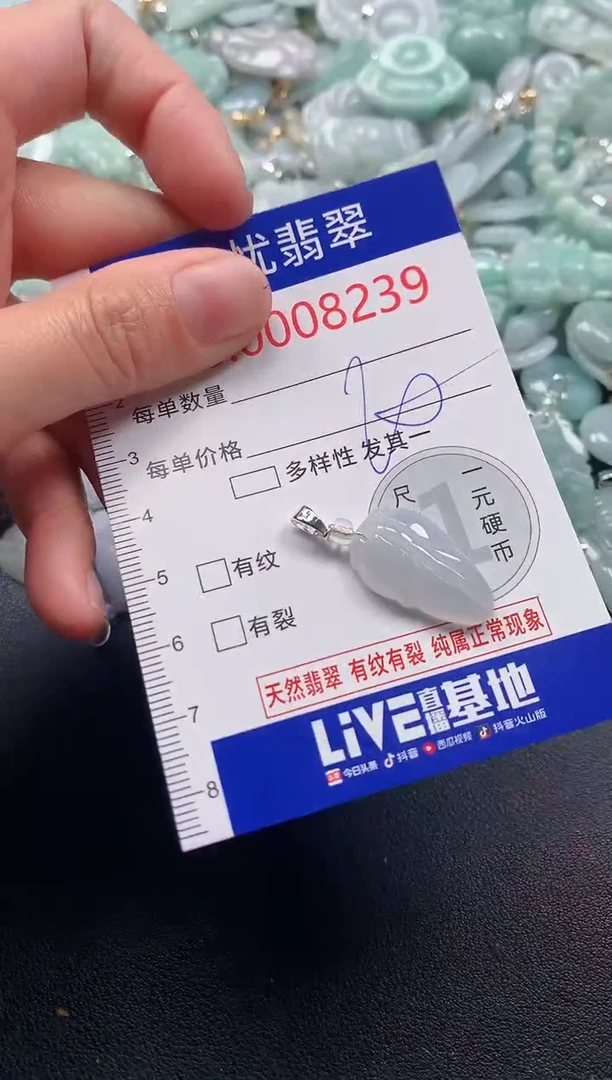 忧翡翠
0008239
2
每单数量
3
每单价格
多样性 发其一
4
一元硬币
尺
1
5
有纹
6
有裂
天然翡翠 有纹有裂 纯属正常现象
7
LiVE直播基地
8
今日头条 抖音 西瓜视频 抖音火山版